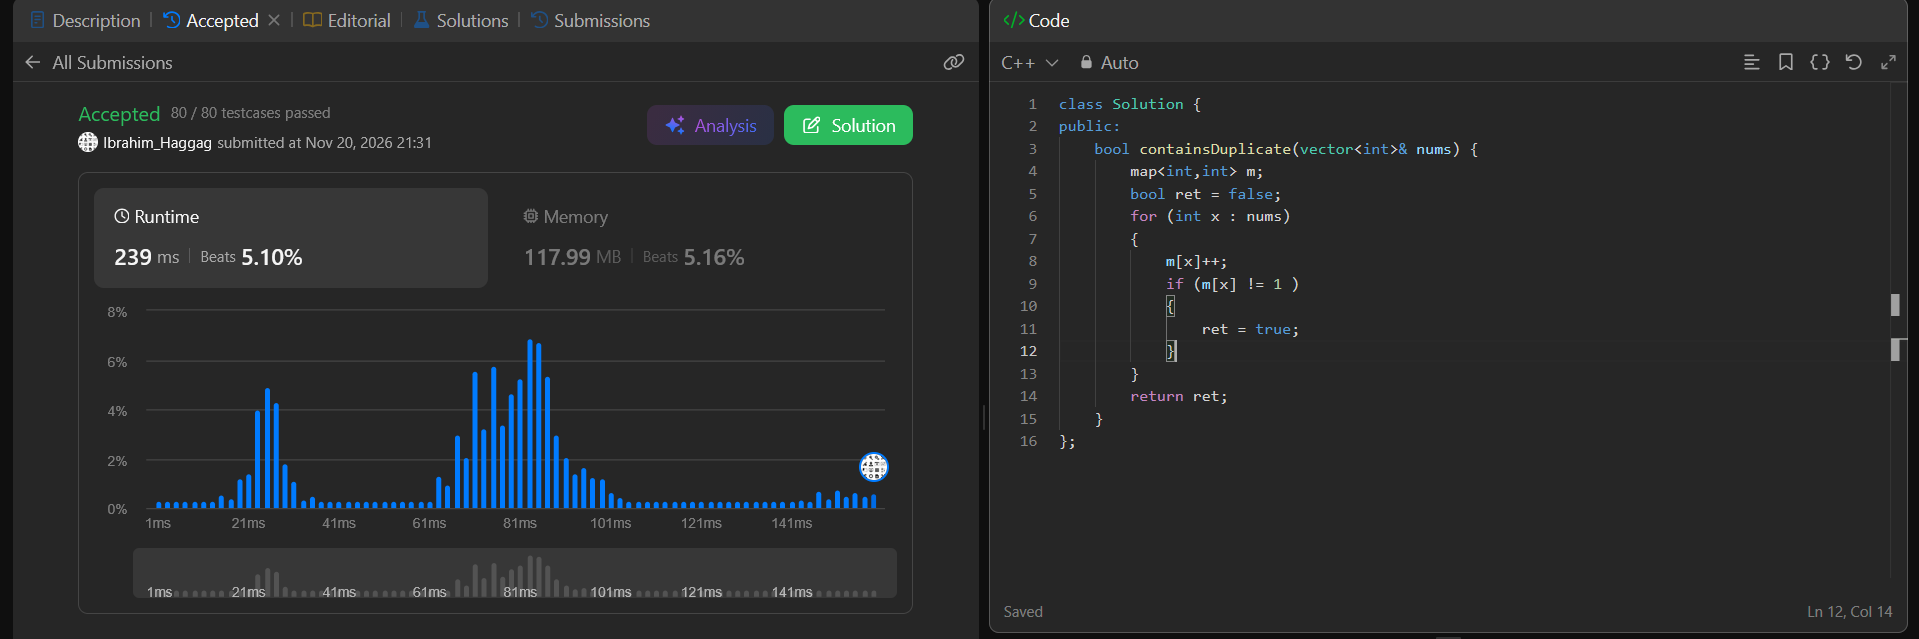 Description | Accepted × | Editorial | Solutions | Submissions
← All Submissions
Accepted 80 / 80 testcases passed
Ibrahim_Haggag submitted at Nov 20, 2026 21:31
Analysis
Solution
Runtime
239 ms | Beats 5.10%
Memory
117.99 MB | Beats 5.16%
8%
6%
4%
2%
0%
1ms 21ms 41ms 61ms 81ms 101ms 121ms 141ms
1ms 21ms 41ms 61ms 81ms 101ms 121ms 141ms
</> Code
C++ Auto
1 class Solution {
2 public:
3 bool containsDuplicate(vector<int>& nums) {
4 map<int,int> m;
5 bool ret = false;
6 for (int x : nums)
7 {
8 m[x]++;
9 if (m[x] != 1 )
10 {
11 ret = true;
12 }
13 }
14 return ret;
15 }
16 };
Saved
Ln 12, Col 14